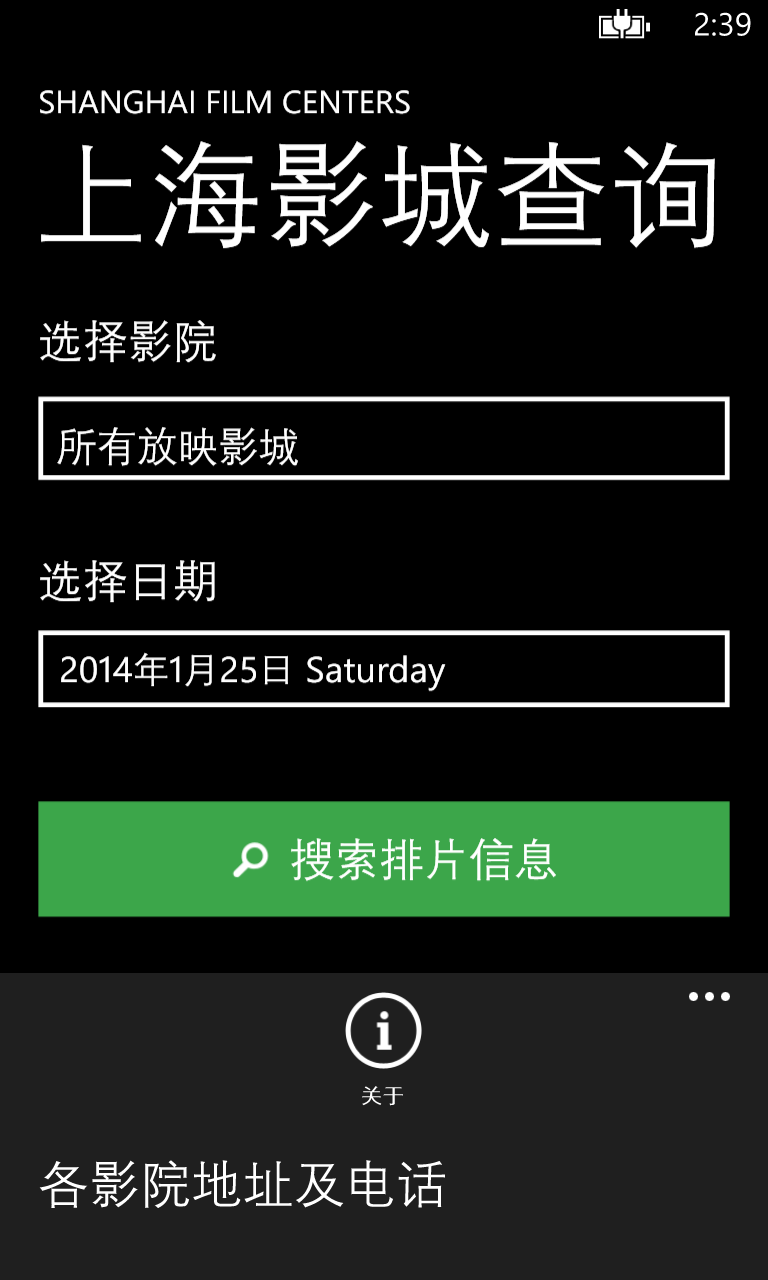 2:39
SHANGHAI FILM CENTERS
上海影城查询
选择影院
所有放映影城
选择日期
2014年1月25日 Saturday
搜索排片信息
关于
各影院地址及电话